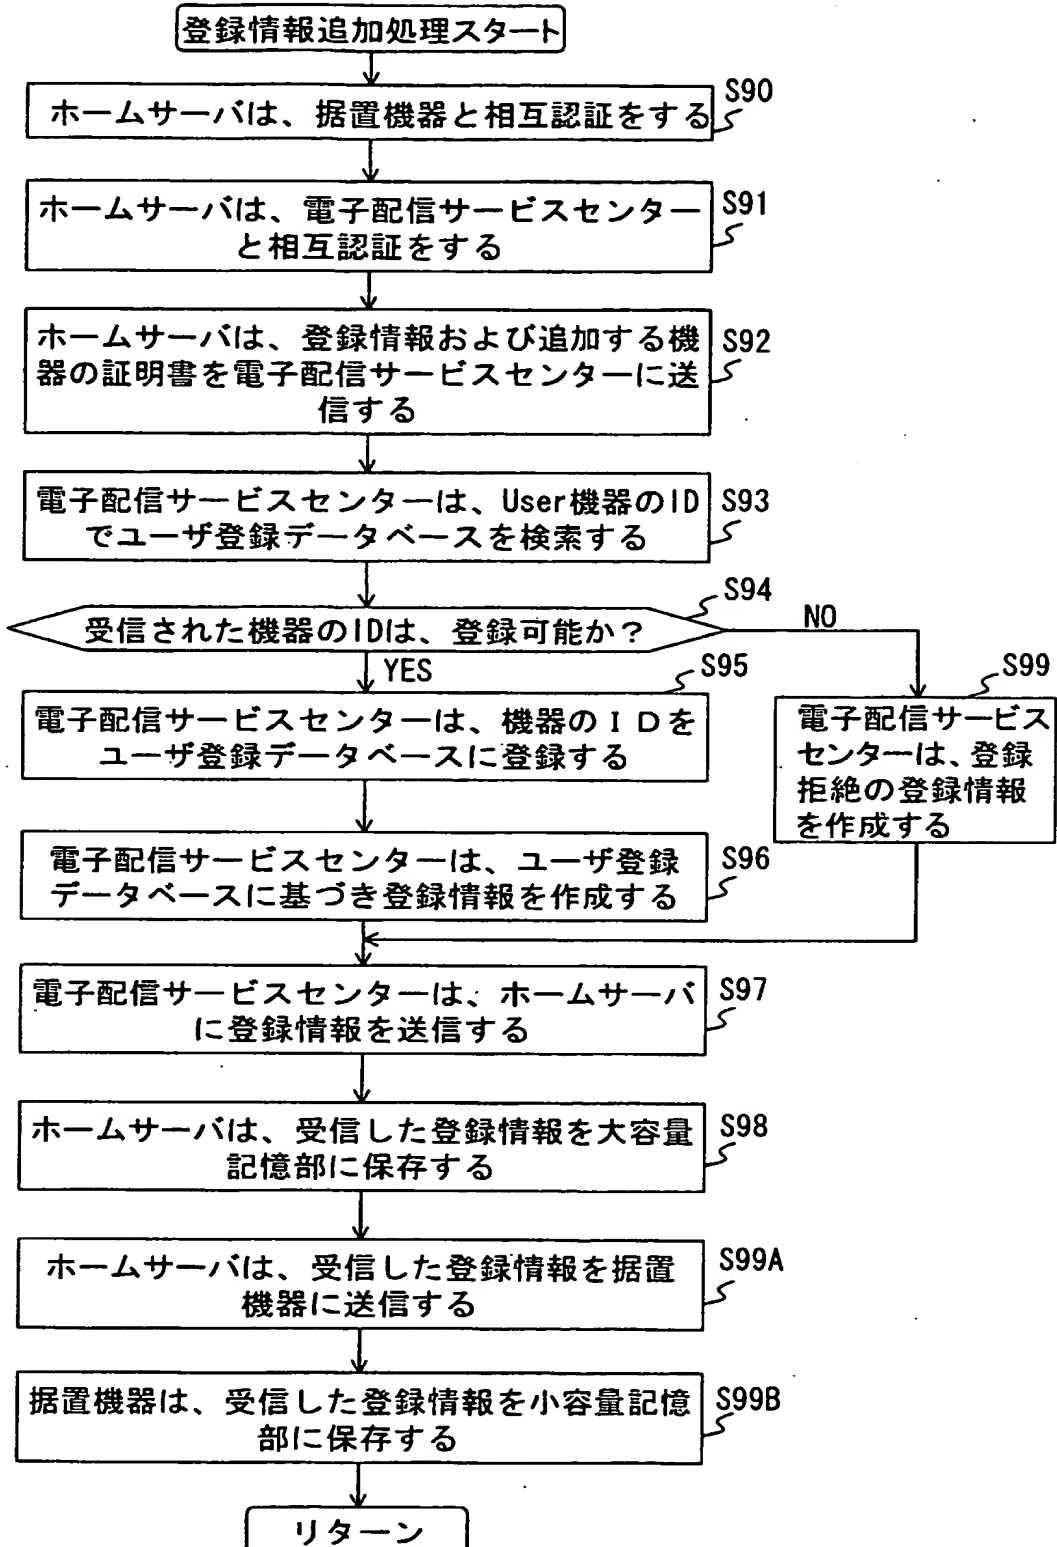 登録情報追加処理スタート
S90
ホームサーバは、据置機器と相互認証をする
S91
ホームサーバは、電子配信サービスセンター
と相互認証をする
S92
ホームサーバは、登録情報および追加する機
器の証明書を電子配信サービスセンターに送
信する
S93
電子配信サービスセンターは、User機器のID
でユーザ登録データベースを検索する
S94
受信された機器のIDは、登録可能か？
NO
YES
S95
電子配信サービスセンターは、機器のＩＤを
ユーザ登録データベースに登録する
S99
電子配信サービス
センターは、登録
拒絶の登録情報
を作成する
S96
電子配信サービスセンターは、ユーザ登録
データベースに基づき登録情報を作成する
S97
電子配信サービスセンターは、ホームサーバ
に登録情報を送信する
S98
ホームサーバは、受信した登録情報を大容量
記憶部に保存する
S99A
ホームサーバは、受信した登録情報を据置
機器に送信する
S99B
据置機器は、受信した登録情報を小容量記憶
部に保存する
リターン